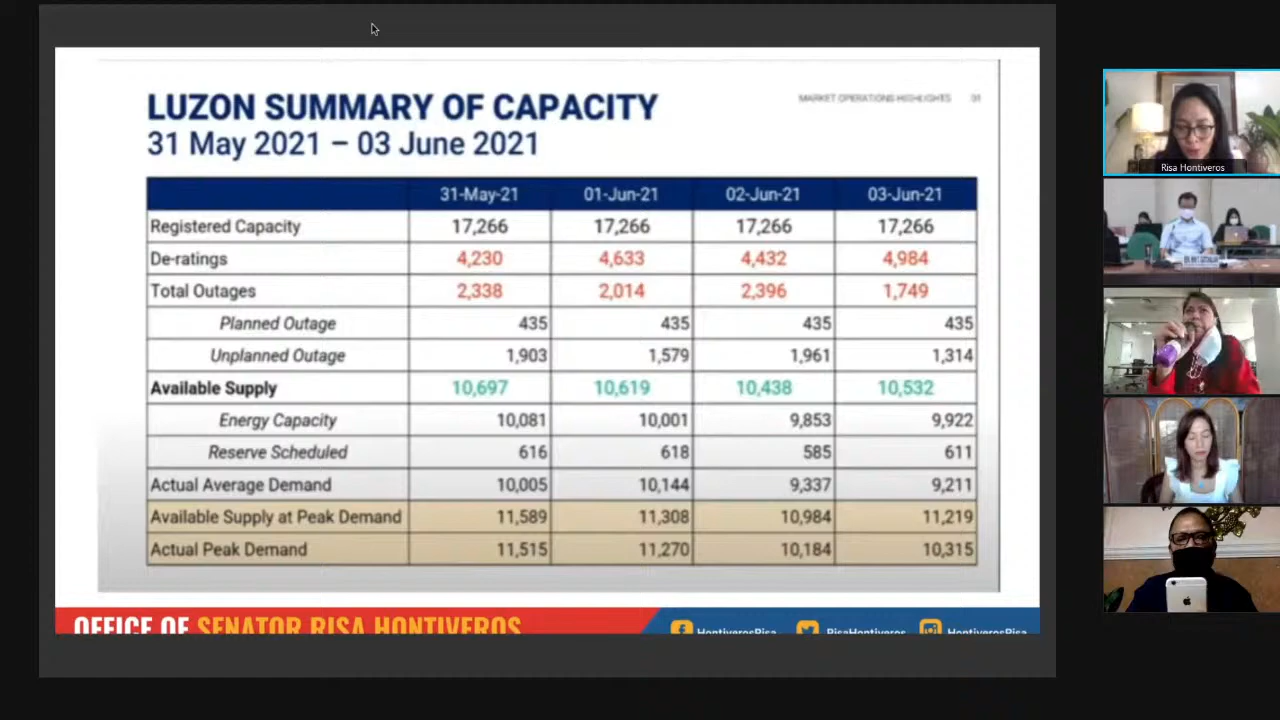 LUZON SUMMARY OF CAPACITY
MARKET OPERATIONS HIGHLIGHTS 01
31 May 2021 – 03 June 2021
31-May-21 01-Jun-21 02-Jun-21 03-Jun-21
Registered Capacity 17,266 17,266 17,266 17,266
De-ratings 4,230 4,633 4,432 4,984
Total Outages 2,338 2,014 2,396 1,749
Planned Outage 435 435 435 435
Unplanned Outage 1,903 1,579 1,961 1,314
Available Supply 10,697 10,619 10,438 10,532
Energy Capacity 10,081 10,001 9,853 9,922
Reserve Scheduled 616 618 585 611
Actual Average Demand 10,005 10,144 9,337 9,211
Available Supply at Peak Demand 11,589 11,308 10,984 11,219
Actual Peak Demand 11,515 11,270 10,184 10,315
OFFICE OF SENATOR RISA HONTIVEROS
HontiverosRisa RisaHontiveros HontiverosRisa
Risa Hontiveros